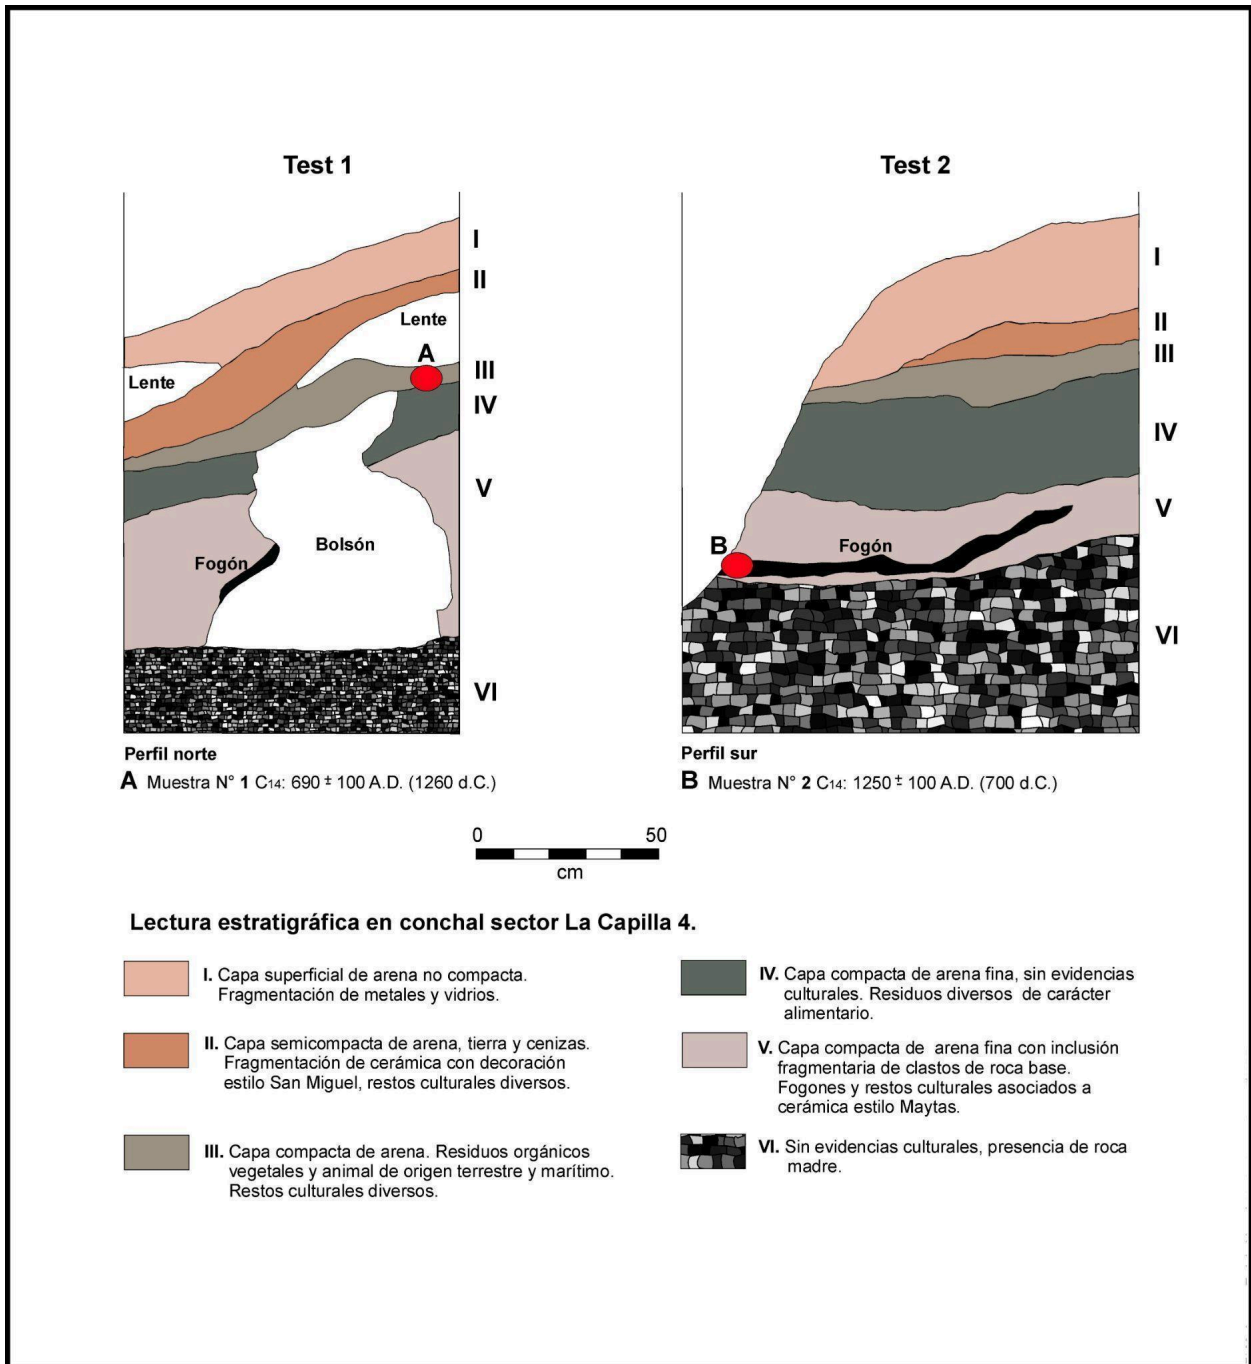 Test 1
I
II
Lente
A
III
Lente
IV
V
Bolsón
Fogón
VI
Perfil norte
A Muestra N° 1 C14: 690 ± 100 A.D. (1260 d.C.)
Test 2
I
II
III
IV
V
B
Fogón
VI
Perfil sur
B Muestra N° 2 C14: 1250 ± 100 A.D. (700 d.C.)
0 50
cm
Lectura estratigráfica en conchal sector La Capilla 4.
I. Capa superficial de arena no compacta.
Fragmentación de metales y vidrios.
II. Capa semicompacta de arena, tierra y cenizas.
Fragmentación de cerámica con decoración
estilo San Miguel, restos culturales diversos.
III. Capa compacta de arena. Residuos orgánicos
vegetales y animal de origen terrestre y marítimo.
Restos culturales diversos.
IV. Capa compacta de arena fina, sin evidencias
culturales. Residuos diversos de carácter
alimentario.
V. Capa compacta de arena fina con inclusión
fragmentaria de clastos de roca base.
Fogones y restos culturales asociados a
cerámica estilo Maytas.
VI. Sin evidencias culturales, presencia de roca
madre.